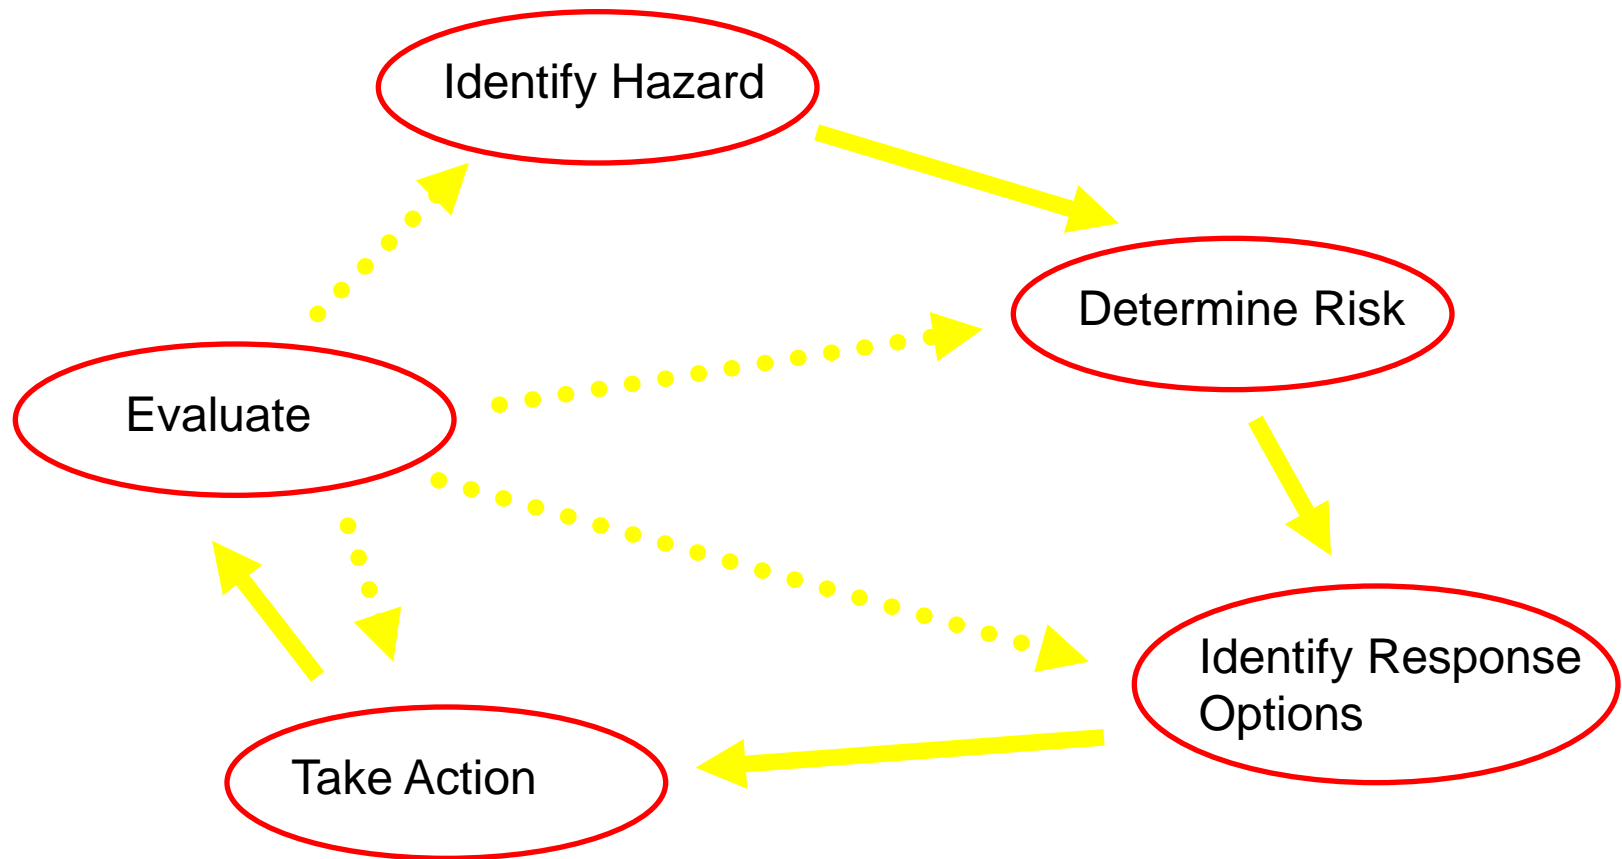 Identify Hazard
Determine Risk
Evaluate
Identify Response
Options
Take Action